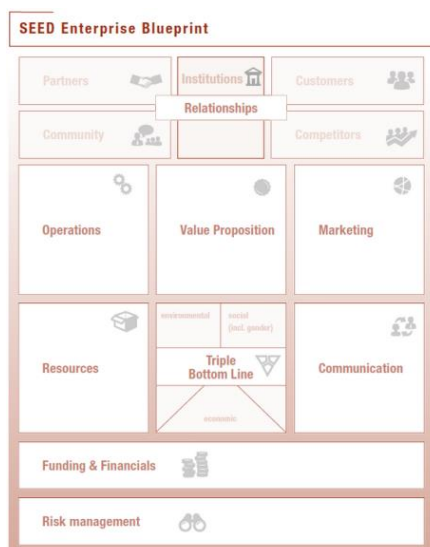 SEED Enterprise Blueprint
Partners
Institutions
Customers
Relationships
Community
Competitors
Operations
Value Proposition
Marketing
environmental
social
(incl. gender)
Resources
Triple
Bottom Line
Communication
economic
Funding & Financials
Risk management